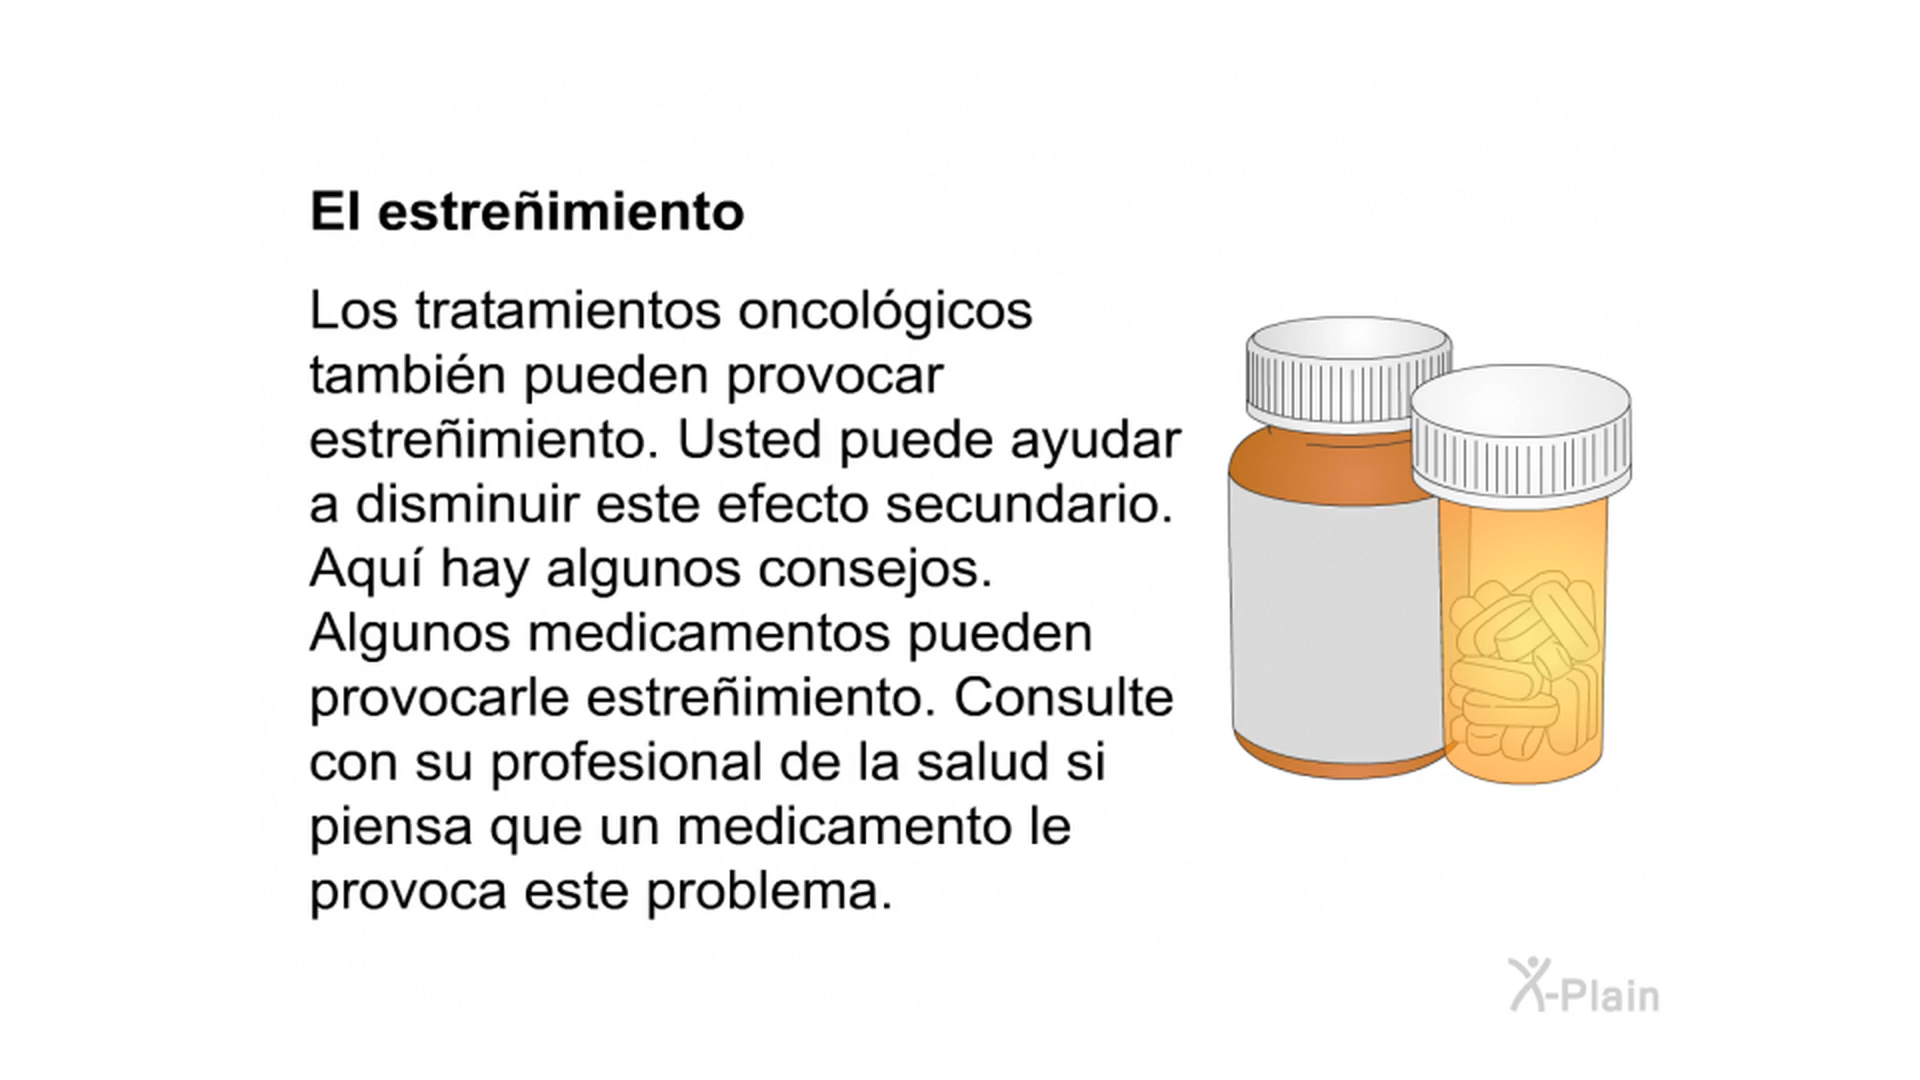 El estreñimiento
Los tratamientos oncológicos
también pueden provocar
estreñimiento. Usted puede ayudar
a disminuir este efecto secundario.
Aquí hay algunos consejos.
Algunos medicamentos pueden
provocarle estreñimiento. Consulte
con su profesional de la salud si
piensa que un medicamento le
provoca este problema.
X-Plain